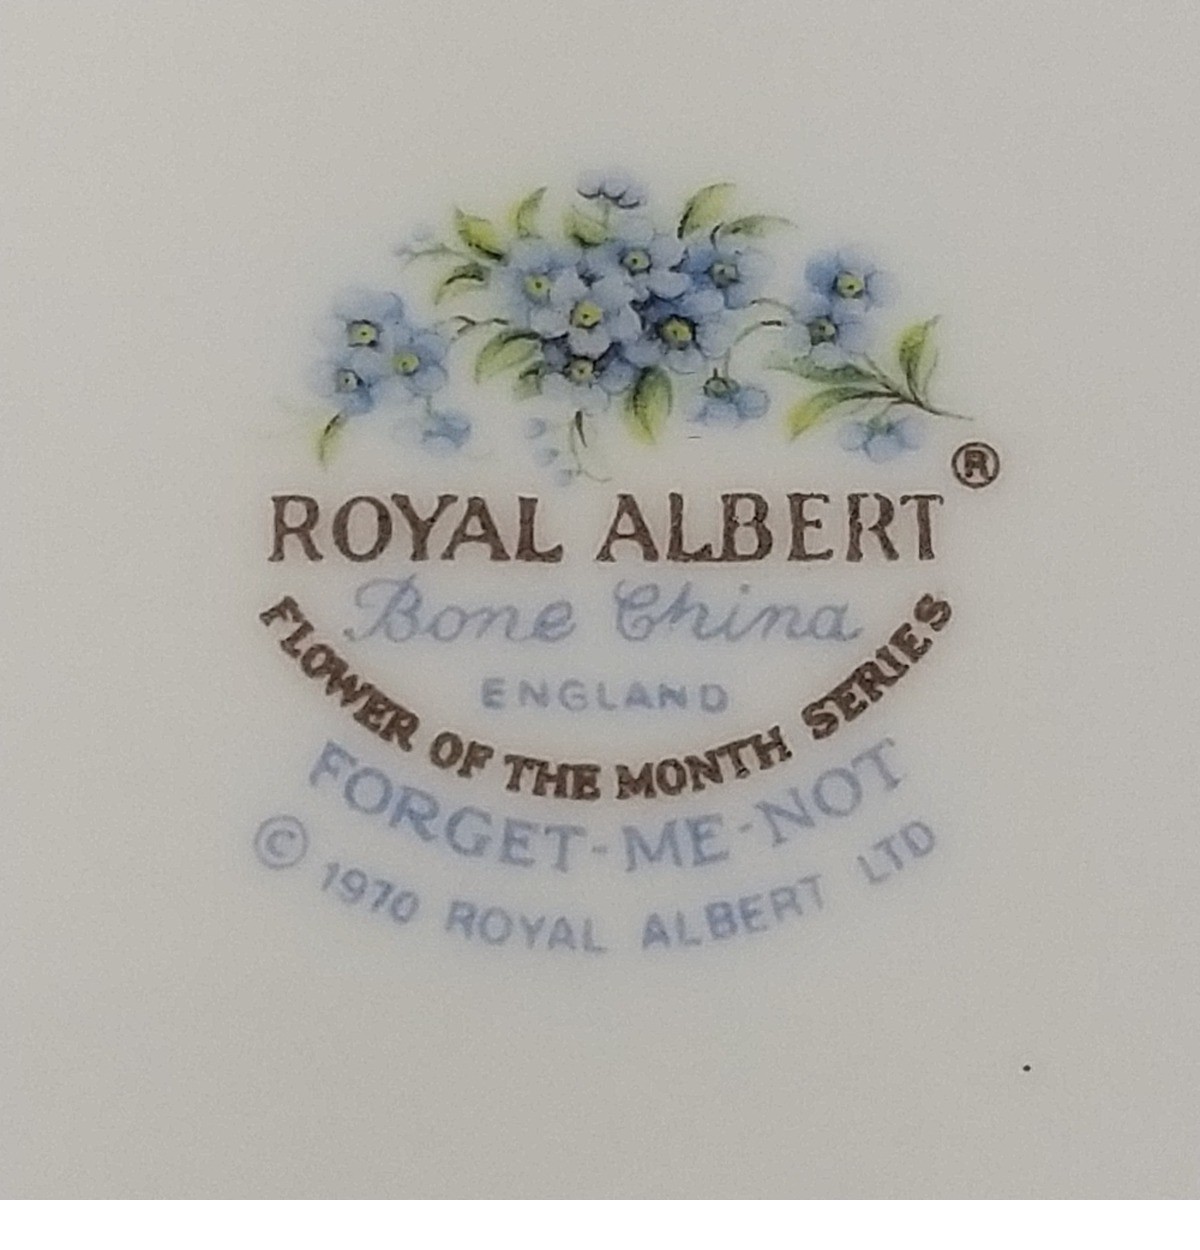 ROYAL ALBERT®
Bone China
ENGLAND
FLOWER OF THE MONTH SERIES
FORGET-ME-NOT
© 1970 ROYAL ALBERT LTD